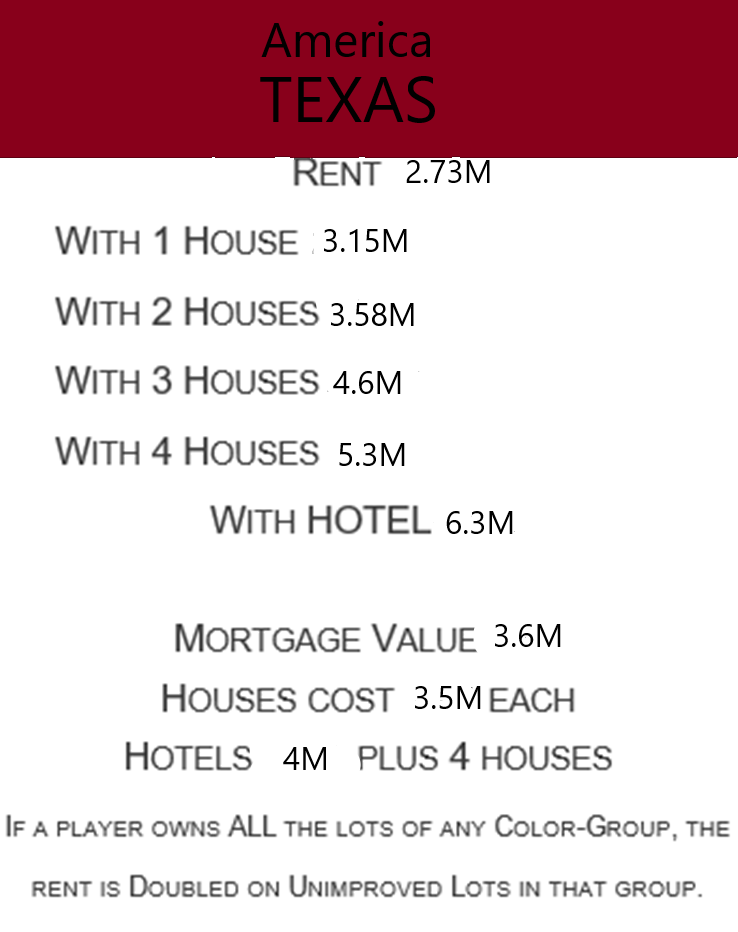 America
TEXAS
RENT 2.73M
WITH 1 HOUSE 3.15M
WITH 2 HOUSES 3.58M
WITH 3 HOUSES 4.6M
WITH 4 HOUSES 5.3M
WITH HOTEL 6.3M
MORTGAGE VALUE 3.6M
HOUSES COST 3.5M EACH
HOTELS 4M PLUS 4 HOUSES
IF A PLAYER OWNS ALL THE LOTS OF ANY COLOR-GROUP, THE
RENT IS DOUBLED ON UNIMPROVED LOTS IN THAT GROUP.